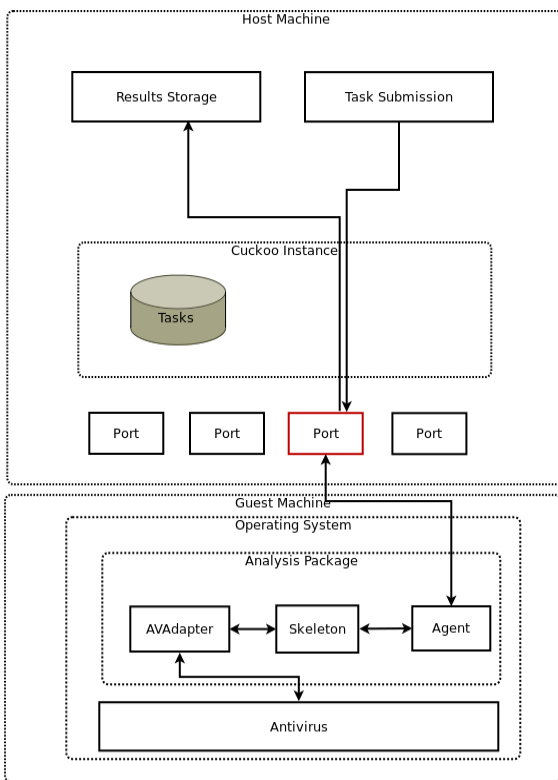 Host Machine
Results Storage
Task Submission
Cuckoo Instance
Tasks
Port
Port
Port
Port
Guest Machine
Operating System
Analysis Package
AVAdapter
Skeleton
Agent
Antivirus